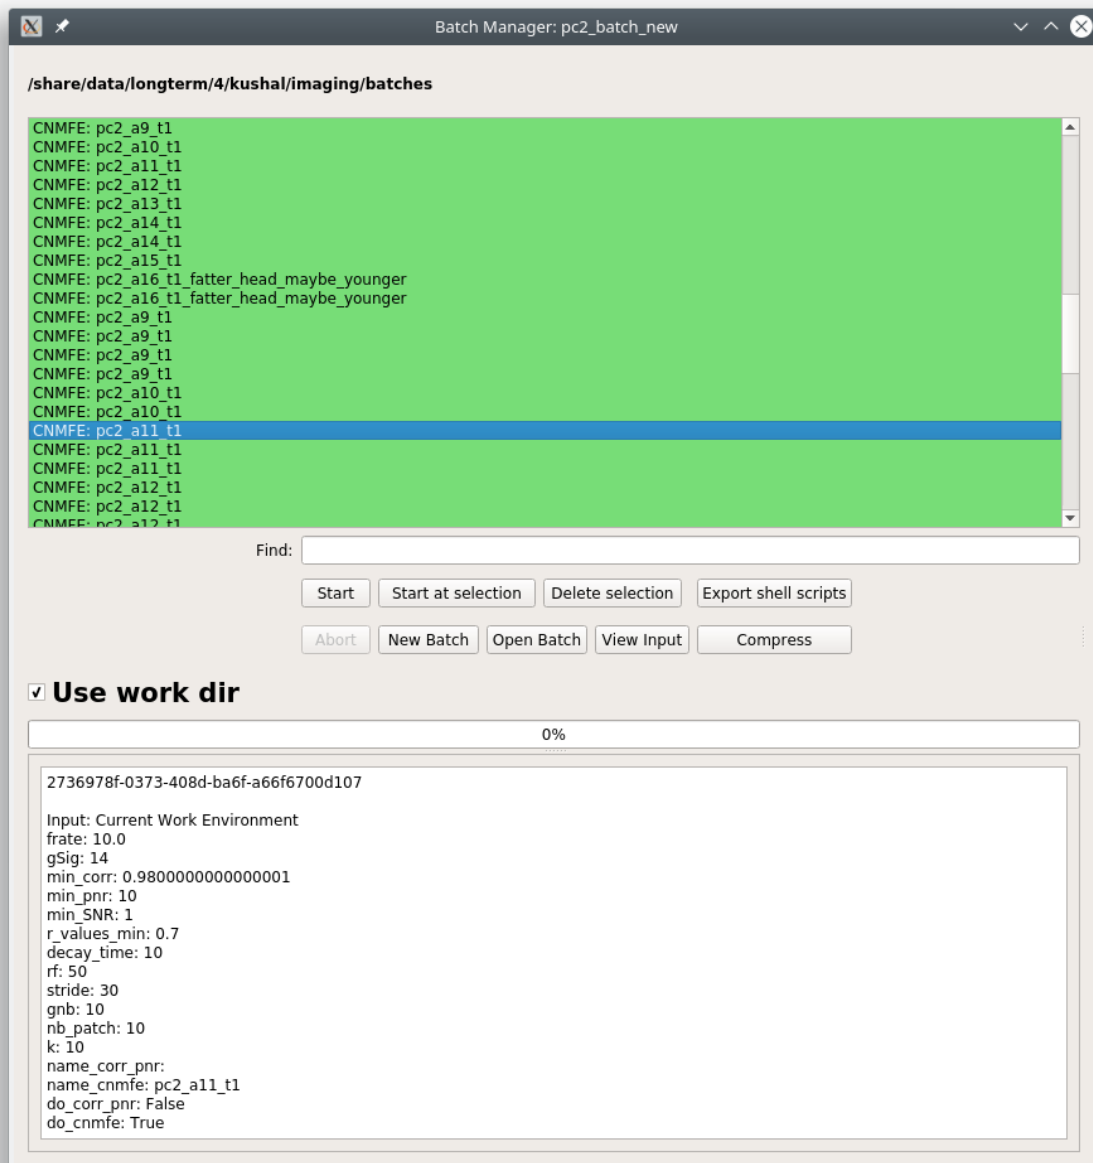 Batch Manager: pc2_batch_new
/share/data/longterm/4/kushal/imaging/batches
CNMFE: pc2_a9_t1
CNMFE: pc2_a10_t1
CNMFE: pc2_a11_t1
CNMFE: pc2_a12_t1
CNMFE: pc2_a13_t1
CNMFE: pc2_a14_t1
CNMFE: pc2_a14_t1
CNMFE: pc2_a15_t1
CNMFE: pc2_a16_t1_fatter_head_maybe_younger
CNMFE: pc2_a16_t1_fatter_head_maybe_younger
CNMFE: pc2_a9_t1
CNMFE: pc2_a9_t1
CNMFE: pc2_a9_t1
CNMFE: pc2_a9_t1
CNMFE: pc2_a10_t1
CNMFE: pc2_a10_t1
CNMFE: pc2_a11_t1
CNMFE: pc2_a11_t1
CNMFE: pc2_a11_t1
CNMFE: pc2_a12_t1
CNMFE: pc2_a12_t1
CNMFE: pc2_a12_t1
Find:
Start Start at selection Delete selection Export shell scripts
Abort New Batch Open Batch View Input Compress
Use work dir
0%
2736978f-0373-408d-ba6f-a66f6700d107
Input: Current Work Environment
frate: 10.0
gSig: 14
min_corr: 0.9800000000000001
min_pnr: 10
min_SNR: 1
r_values_min: 0.7
decay_time: 10
rf: 50
stride: 30
gnb: 10
nb_patch: 10
k: 10
name_corr_pnr:
name_cnmfe: pc2_a11_t1
do_corr_pnr: False
do_cnmfe: True